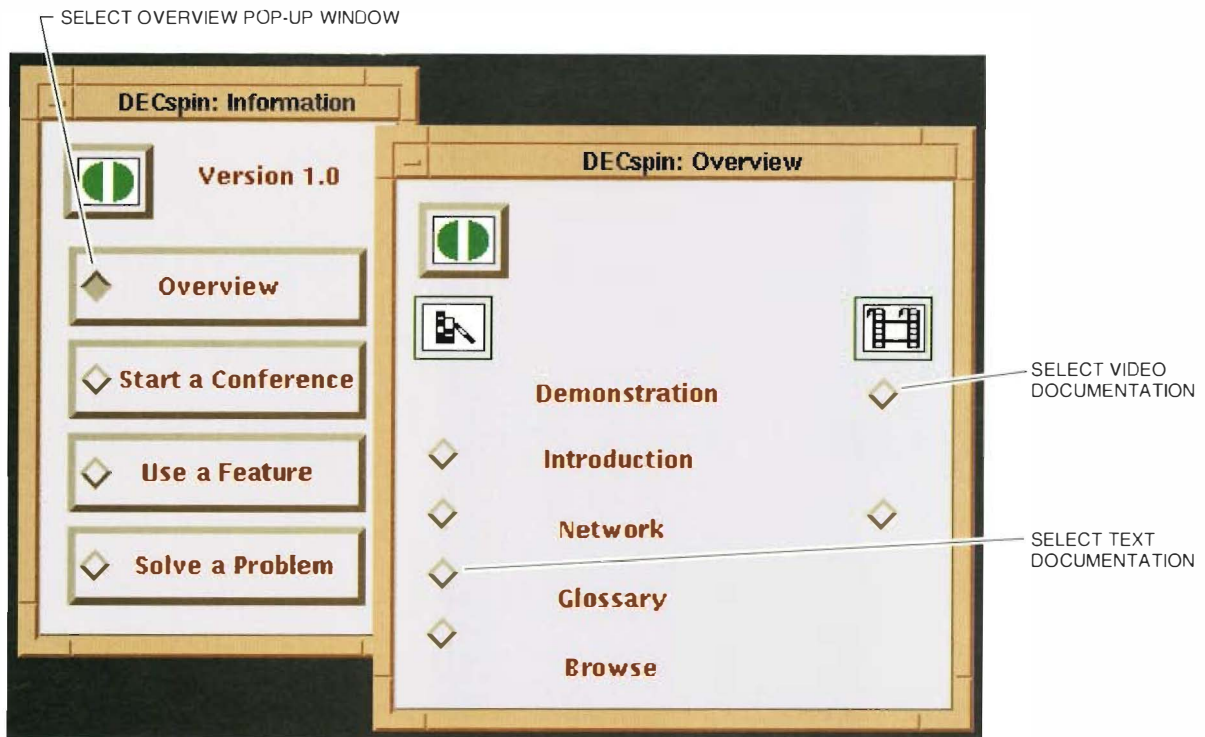 SELECT OVERVIEW POP-UP WINDOW
DECspin: Information
Version 1.0
Overview
Start a Conference
Use a Feature
Solve a Problem
DECspin: Overview
Demonstration
Introduction
Network
Glossary
Browse
SELECT VIDEO
DOCUMENTATION
SELECT TEXT
DOCUMENTATION